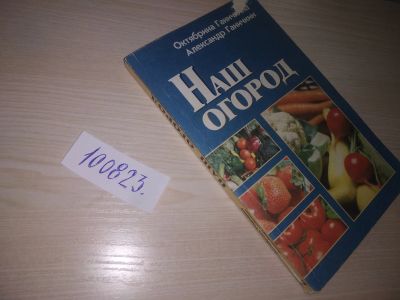 Октябрина Ганичкина
Александр Ганичкин
НАШ
ОГОРОД
100823.